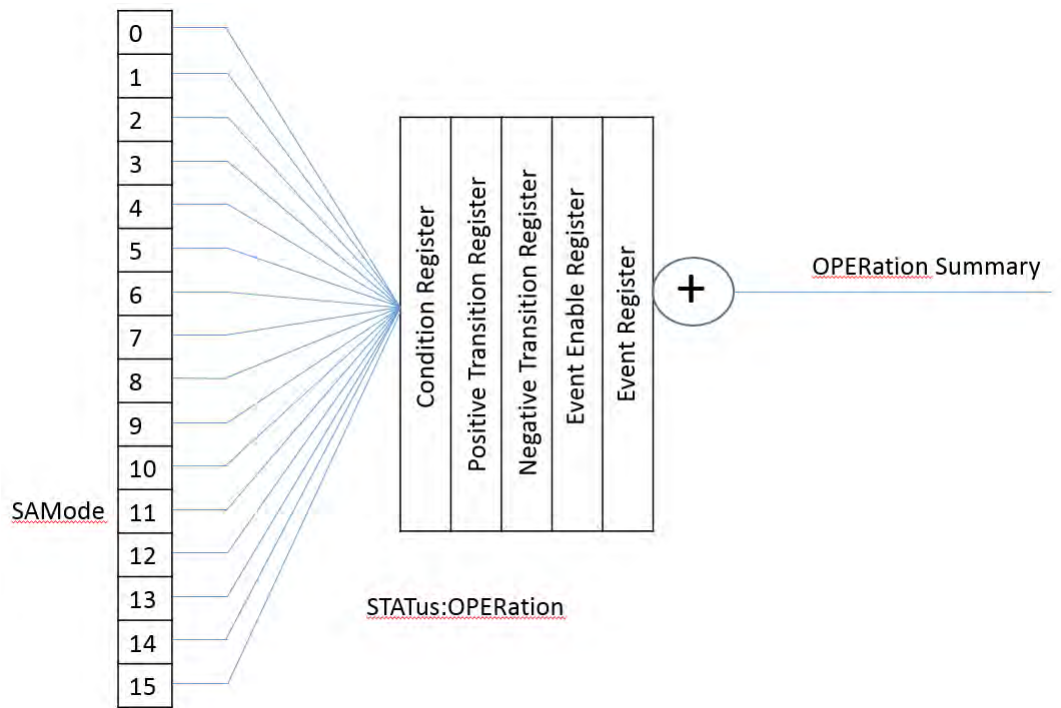 0
1
2
3
4
5
6
7
8
9
10
SAMode 11
12
13
14
15
Condition Register
Positive Transition Register
Negative Transition Register
Event Enable Register
Event Register
+
OPERation Summary
STATus:OPERation